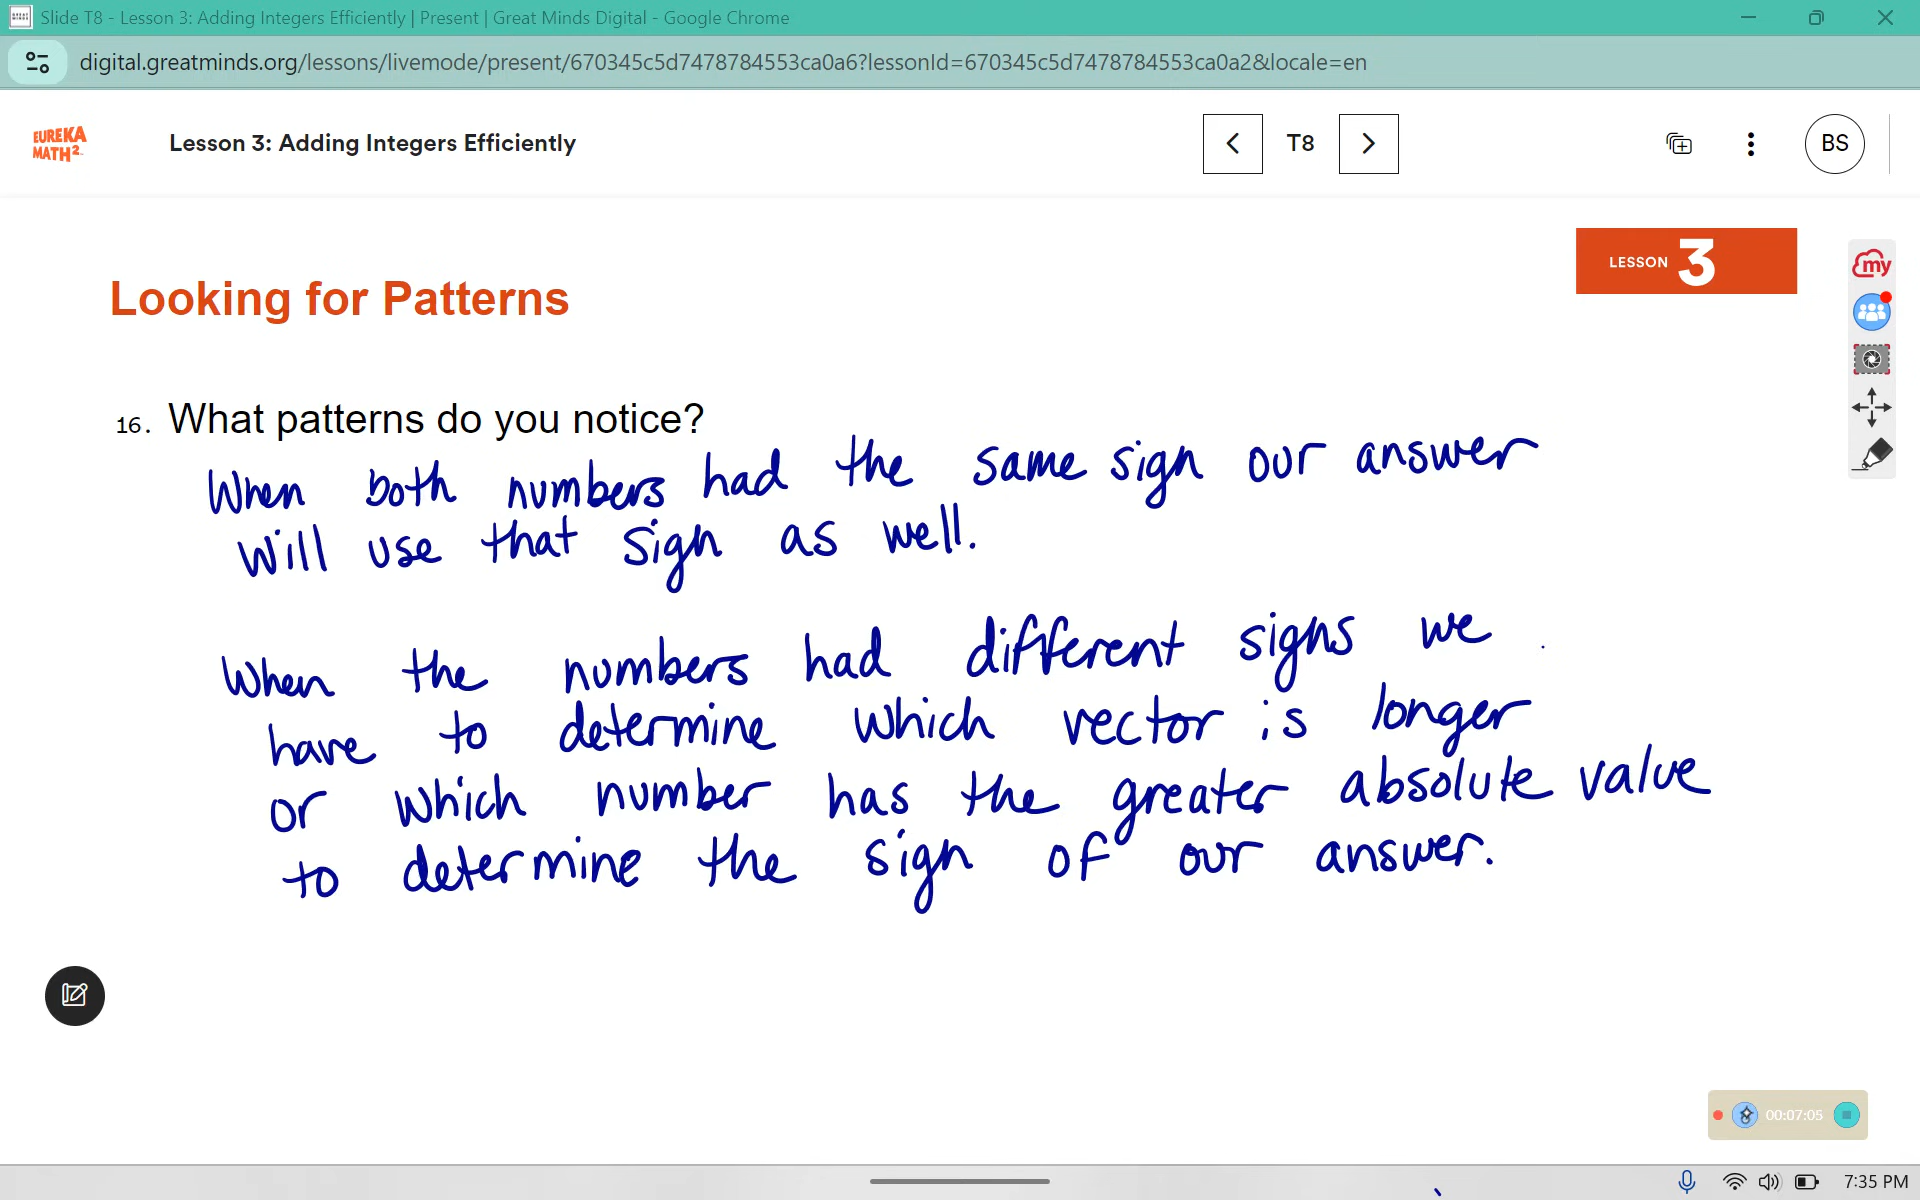 Slide T8 - Lesson 3: Adding Integers Efficiently | Present | Great Minds Digital - Google Chrome
digital.greatminds.org/lessons/livemode/present/670345c5d7478784553ca0a6?lessonId=670345c5d7478784553ca0a2&locale=en
EUREKA
MATH²
Lesson 3: Adding Integers Efficiently
T8
BS
LESSON 3
my
Looking for Patterns
16. What patterns do you notice?
When both numbers had the same sign our answer
will use that sign as well.
When the numbers had different signs we
have to determine which vector is longer
or which number has the greater absolute value
to determine the sign of our answer.
00:07:05
7:35 PM